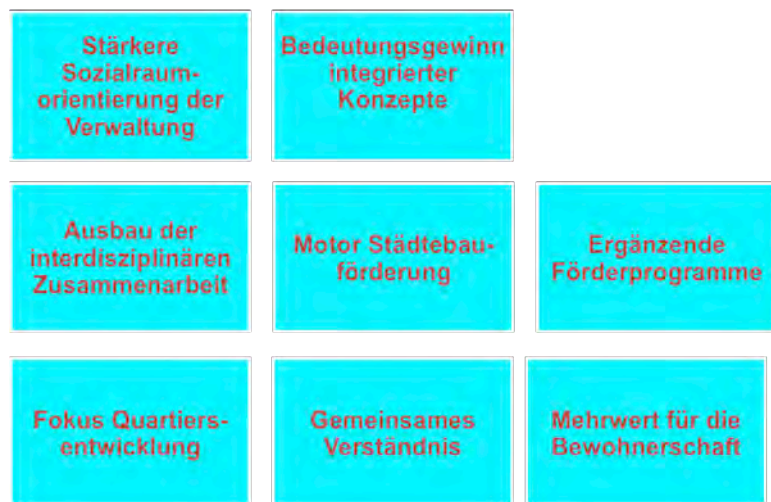 Stärkere
Sozialraum-
orientierung der
Verwaltung
Bedeutungsgewinn
integrierter
Konzepte
Ausbau der
interdisziplinären
Zusammenarbeit
Motor Städtebau-
förderung
Ergänzende
Förderprogramme
Fokus Quartiers-
entwicklung
Gemeinsames
Verständnis
Mehrwert für die
Bewohnerschaft